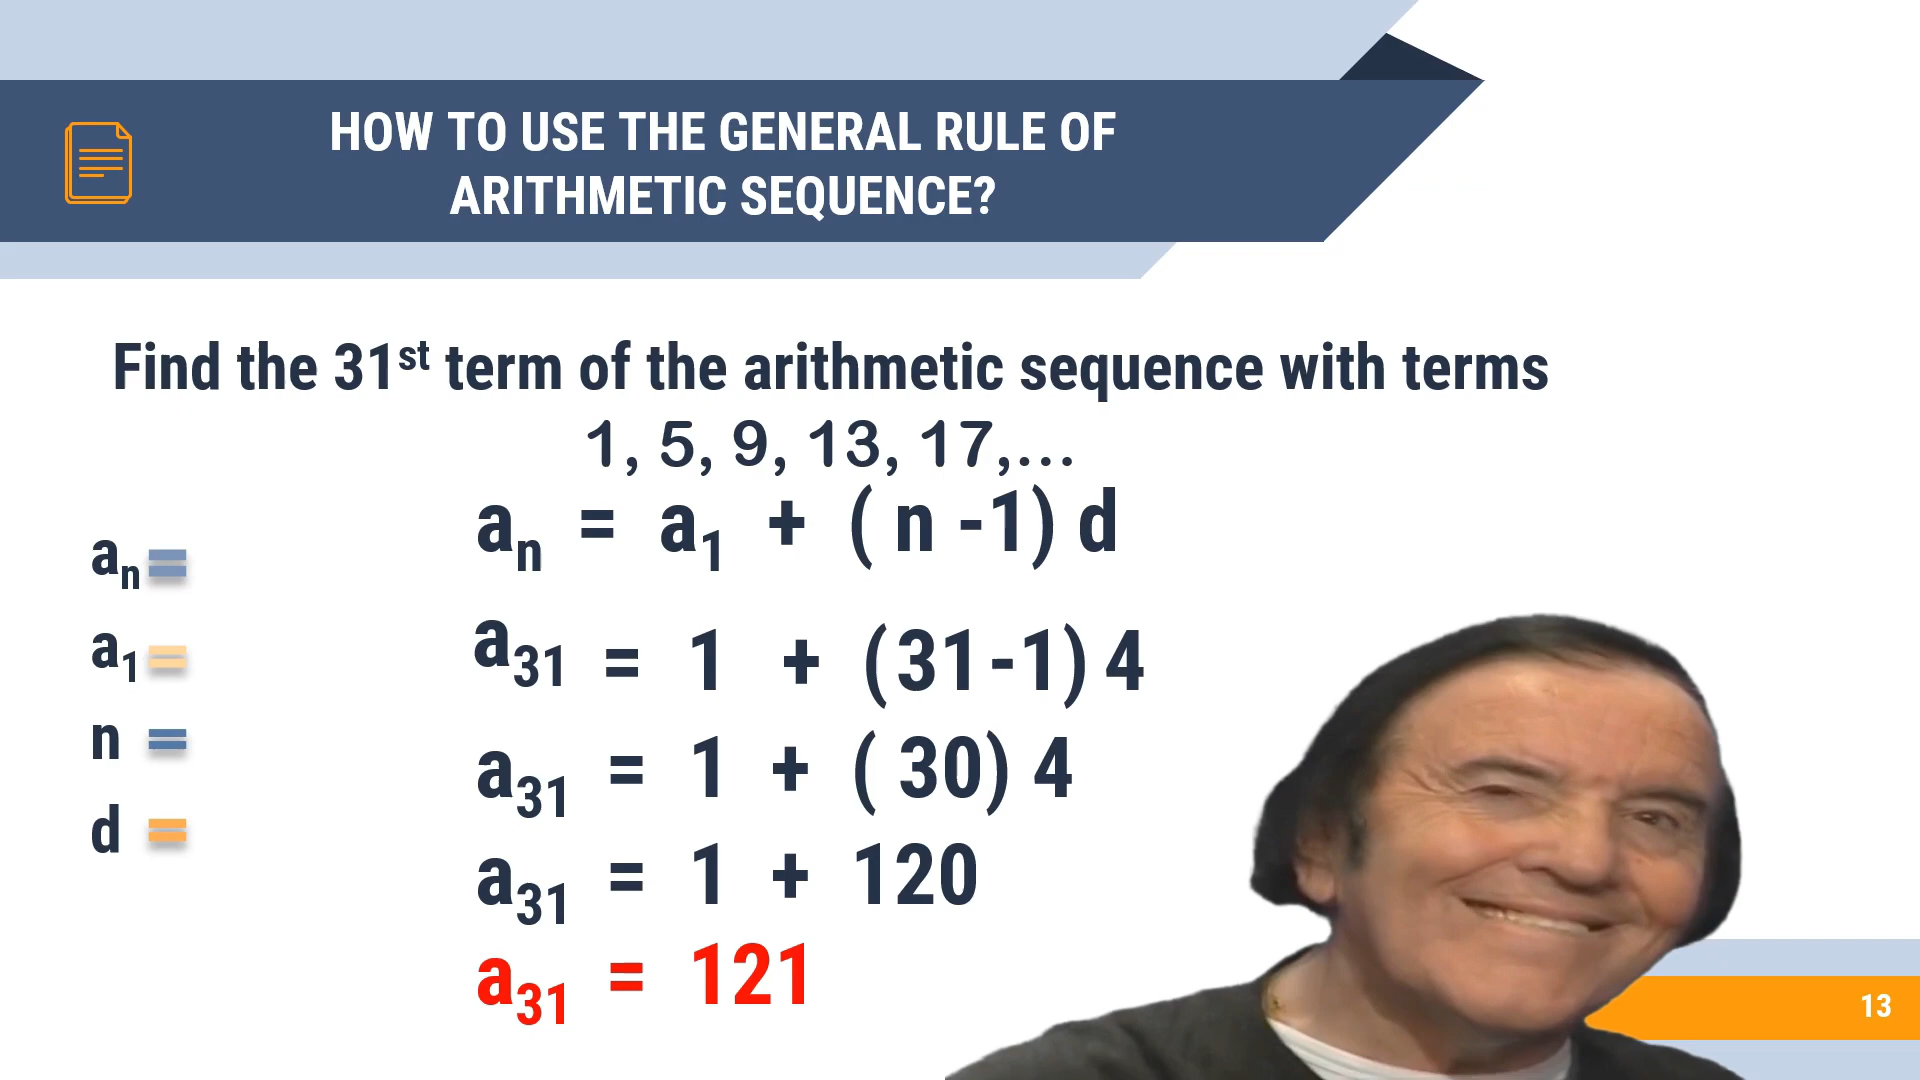 HOW TO USE THE GENERAL RULE OF
ARITHMETIC SEQUENCE?
Find the 31st term of the arithmetic sequence with terms
1, 5, 9, 13, 17,...
an = a1 + ( n -1) d
a31 = 1 + (31-1) 4
a31 = 1 + ( 30) 4
a31 = 1 + 120
a31 = 121
an =
a1 =
n =
d =
13